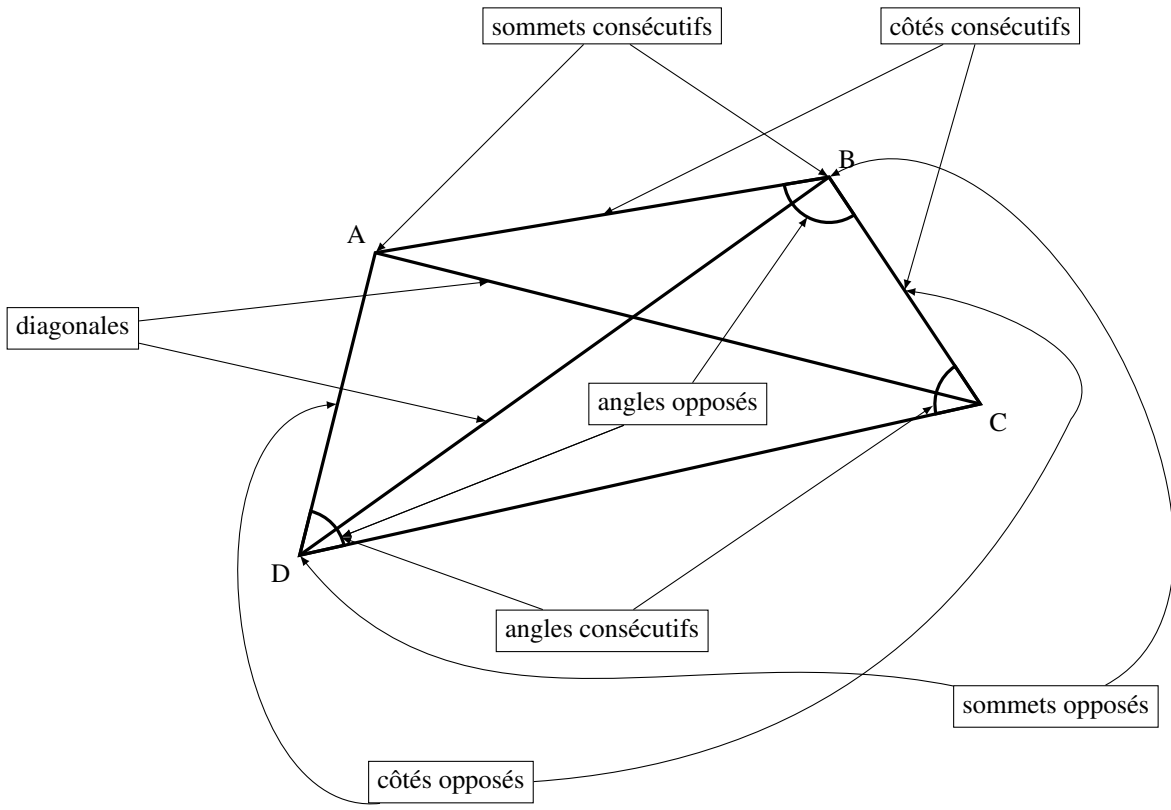 sommets consécutifs
côtés consécutifs
B
A
diagonales
angles opposés
C
D
angles consécutifs
sommets opposés
côtés opposés